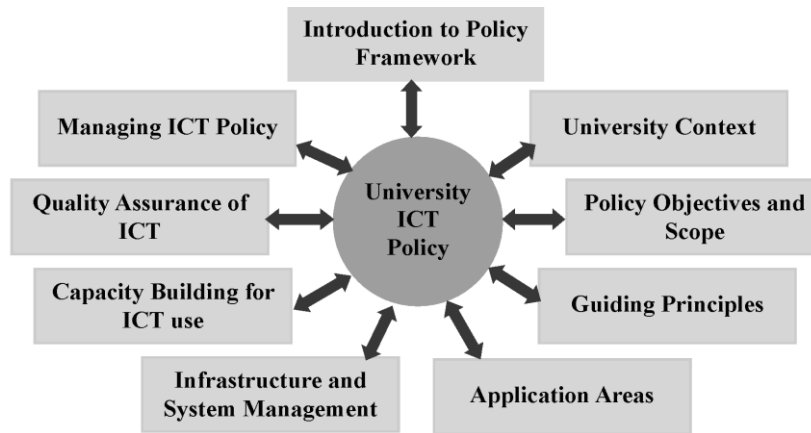 Introduction to Policy
Framework
Managing ICT Policy
University Context
University
ICT
Policy
Quality Assurance of
ICT
Policy Objectives and
Scope
Capacity Building for
ICT use
Guiding Principles
Infrastructure and
System Management
Application Areas